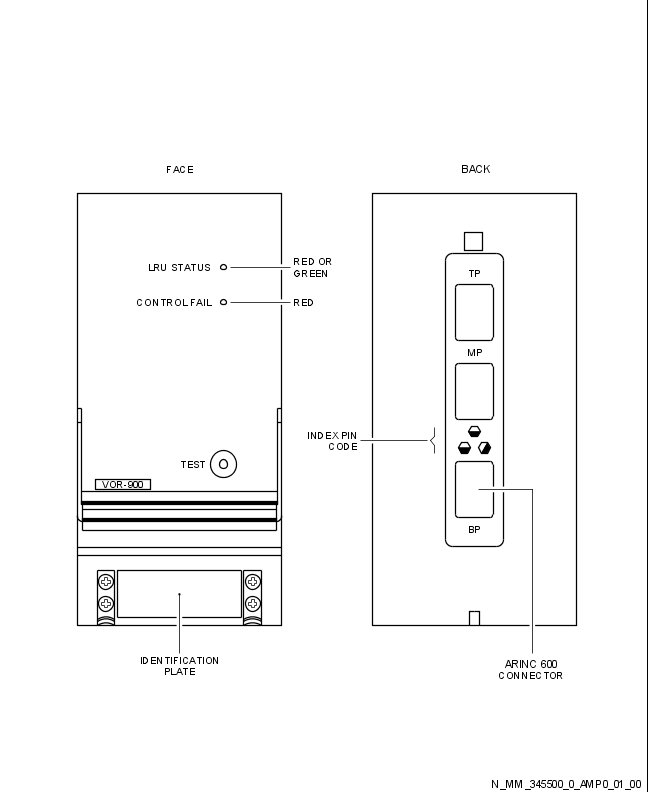 FACE
BACK
LRU STATUS
RED OR
GREEN
CONTROL FAIL
RED
TP
MP
INDEX PIN
CODE
TEST
VOR-900
BP
IDENTIFICATION
PLATE
ARINC 600
CONNECTOR
N_MM_345500_0_AMP0_01_00